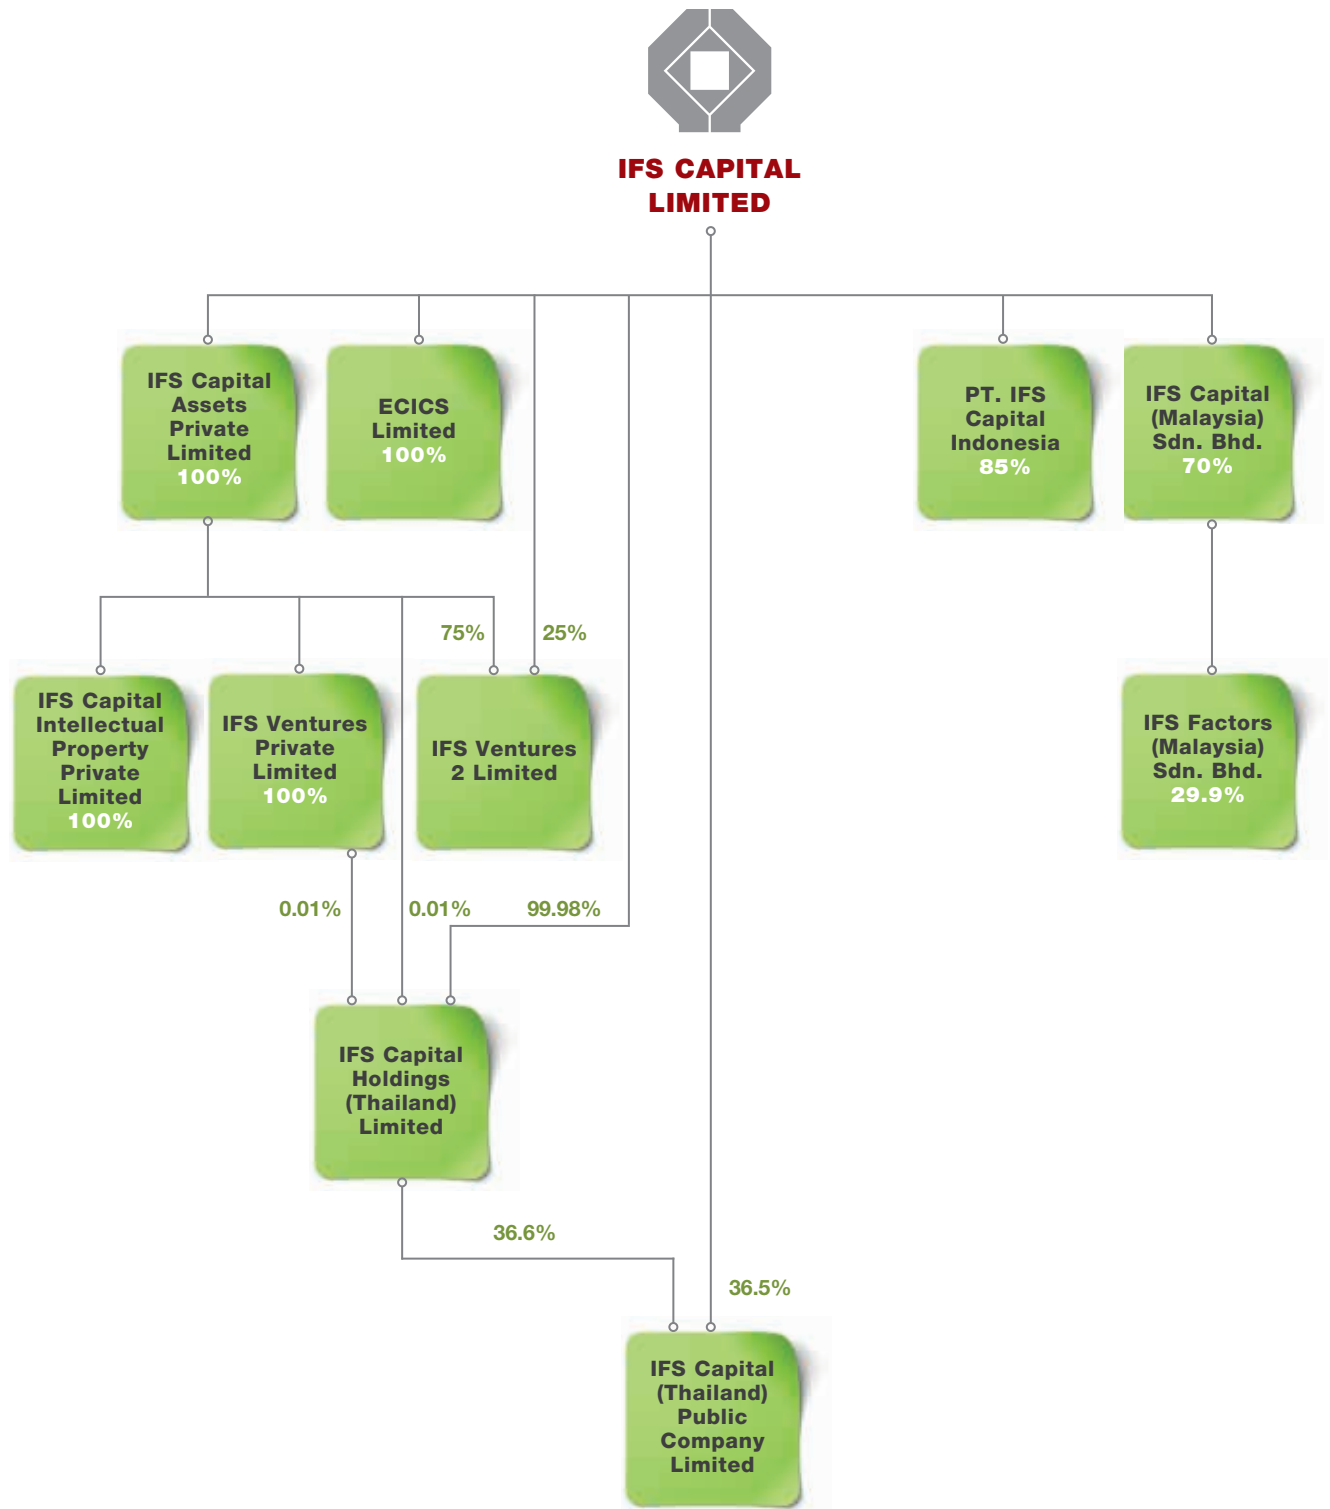 IFS CAPITAL
LIMITED
IFS Capital
Assets
Private
Limited
100%
ECICS
Limited
100%
PT. IFS
Capital
Indonesia
85%
IFS Capital
(Malaysia)
Sdn. Bhd.
70%
75%
25%
IFS Capital
Intellectual
Property
Private
Limited
100%
IFS Ventures
Private
Limited
100%
IFS Ventures
2 Limited
IFS Factors
(Malaysia)
Sdn. Bhd.
29.9%
0.01%
0.01%
99.98%
IFS Capital
Holdings
(Thailand)
Limited
36.6%
36.5%
IFS Capital
(Thailand)
Public
Company
Limited